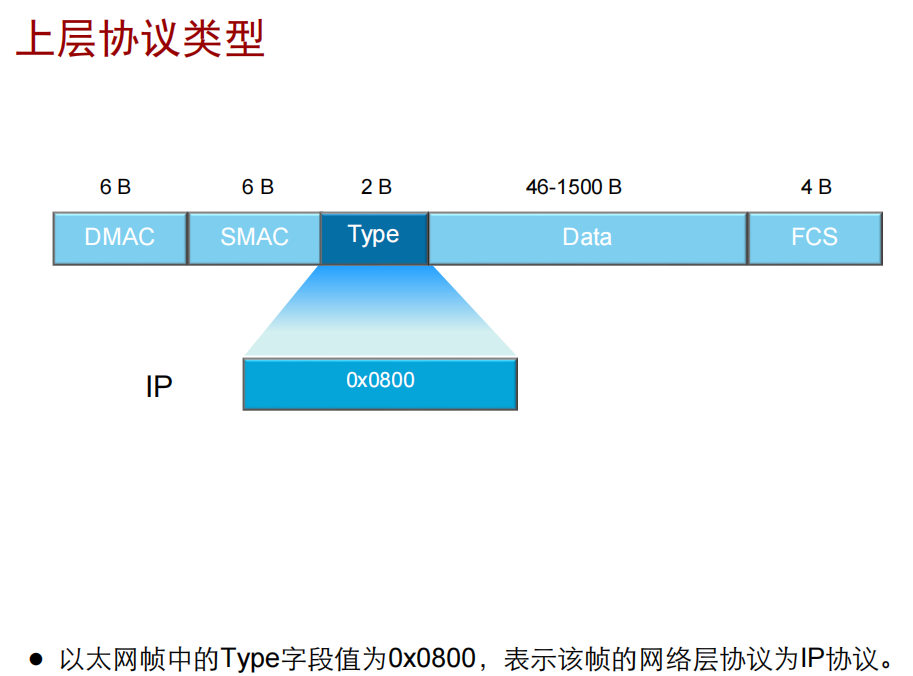 上层协议类型
6 B 6 B 2 B 46-1500 B 4 B
DMAC SMAC Type Data FCS
IP 0x0800
● 以太网帧中的Type字段值为0x0800，表示该帧的网络层协议为IP协议。